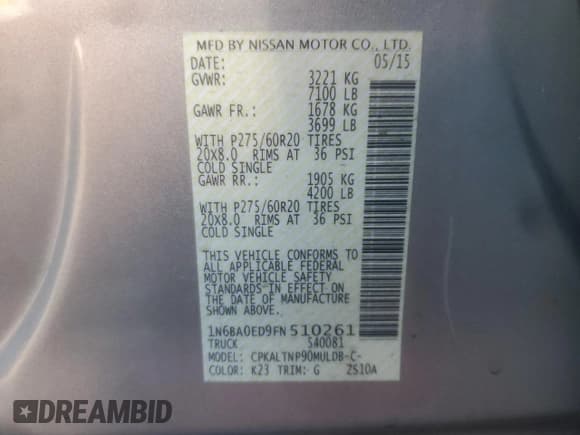 MFD BY NISSAN MOTOR CO., LTD.
DATE: 05/15
GVWR: 3221 KG
7100 LB
GAWR FR.: 1678 KG
3699 LB
WITH P275/60R20 TIRES
20X8.0 RIMS AT 36 PSI
COLD SINGLE
GAWR RR.: 1905 KG
4200 LB
WITH P275/60R20 TIRES
20X8.0 RIMS AT 36 PSI
COLD SINGLE
THIS VEHICLE CONFORMS TO
ALL APPLICABLE FEDERAL
MOTOR VEHICLE SAFETY
STANDARDS IN EFFECT ON
THE DATE OF MANUFACTURE
SHOWN ABOVE.
1N6BA0ED9FN510261
TRUCK 540081
MODEL: CPKALTNP90MULDB-C-
COLOR: K23 TRIM: G ZS10A
DREAMBID